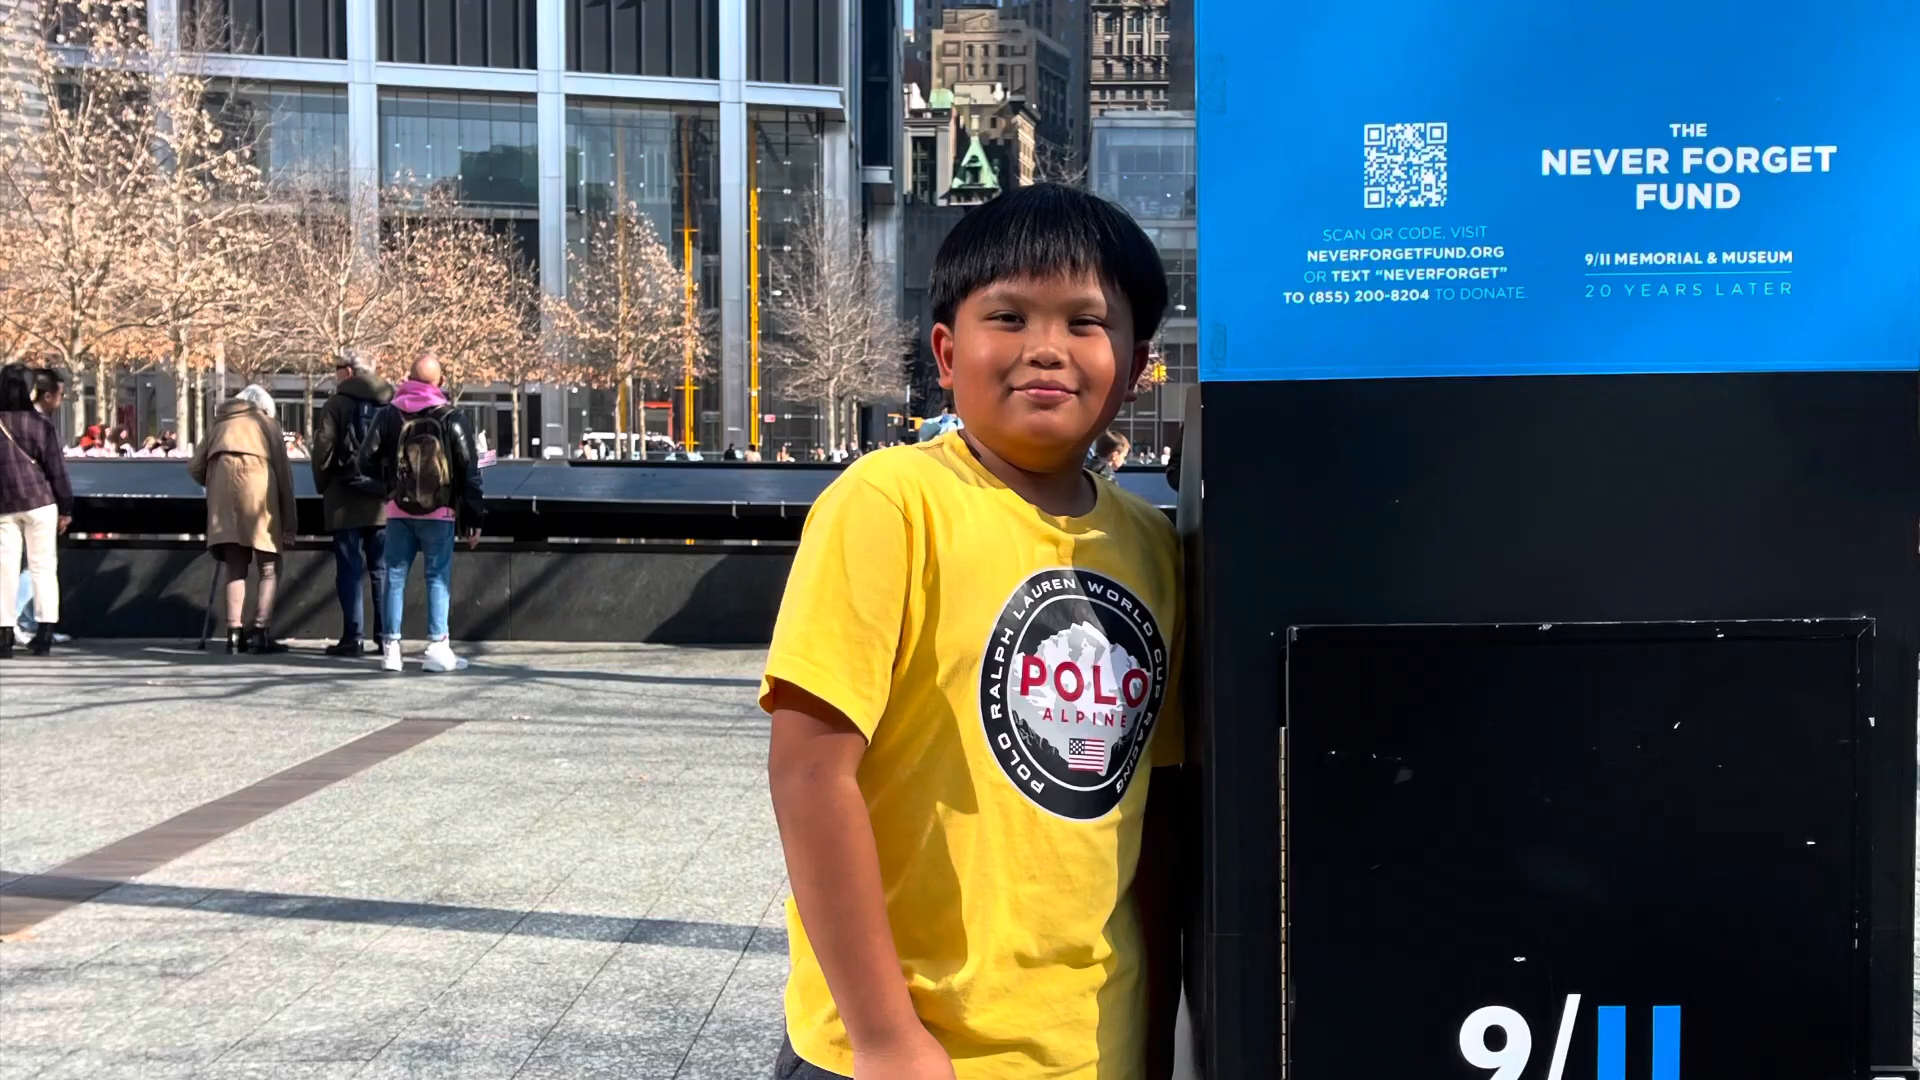 THE
NEVER FORGET
FUND
SCAN QR CODE, VISIT
NEVERFORGETFUND.ORG
OR TEXT “NEVERFORGET”
TO (855) 200-8204 TO DONATE.
9/11 MEMORIAL & MUSEUM
20 YEARS LATER
POLO RALPH LAUREN WORLD CUP RACING
POLO
ALPINE
9/11